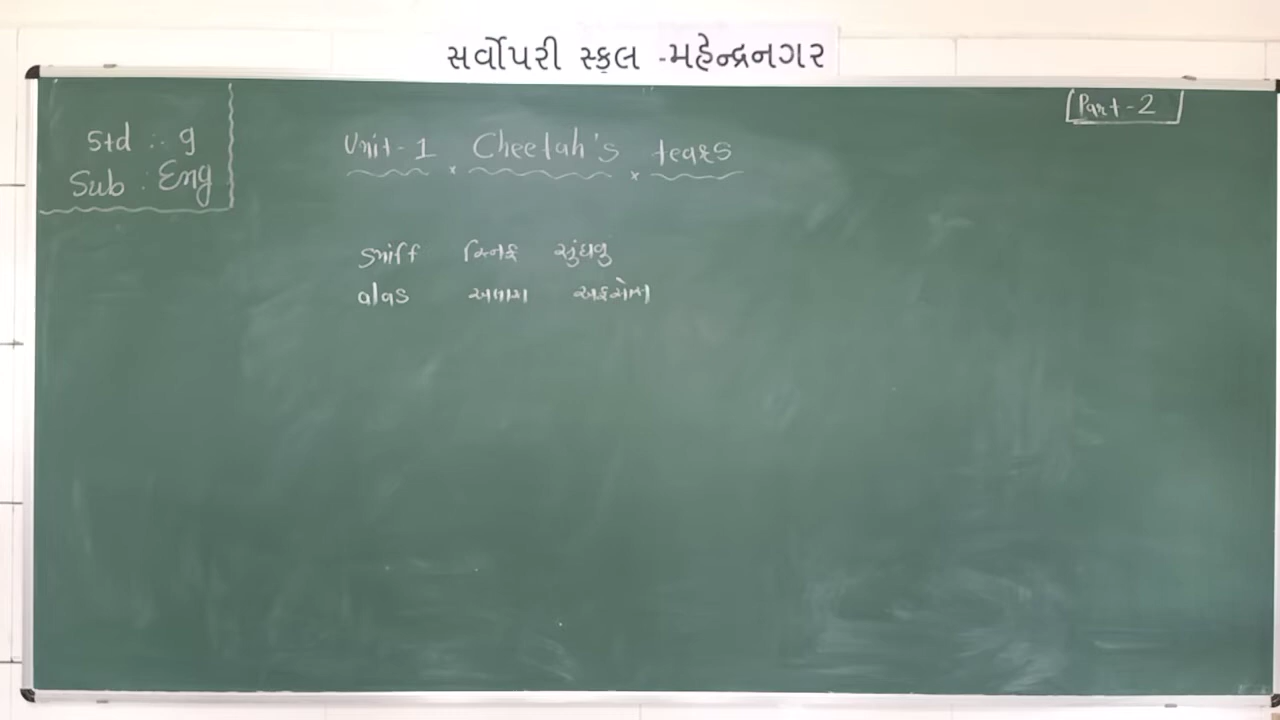 સર્વોપરી સ્કૂલ -મહેન્દ્રનગર
Part-2
Std : 9
Sub : Eng
Unit-1 Cheetah's tears
sniff સ્નિફ સુંઘવુ
alas અલાસ અફસોસ